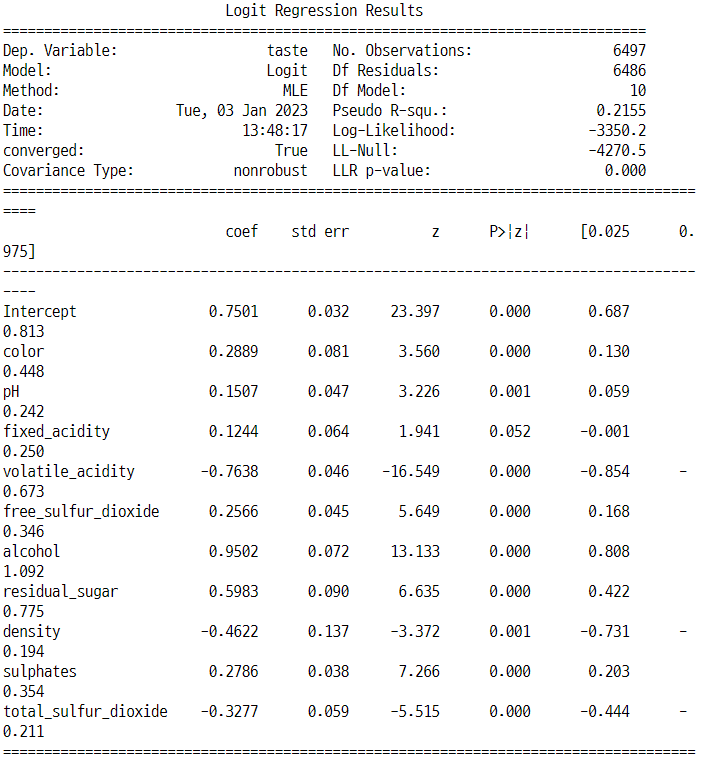 Logit Regression Results
==============================================================================
Dep. Variable:                  taste   No. Observations:                 6497
Model:                          Logit   Df Residuals:                     6486
Method:                           MLE   Df Model:                           10
Date:                Tue, 03 Jan 2023   Pseudo R-squ.:                  0.2155
Time:                        13:48:17   Log-Likelihood:                -3350.2
converged:                       True   LL-Null:                       -4270.5
Covariance Type:            nonrobust   LLR p-value:                     0.000
====================================================================================
====
                           coef    std err          z      P>|z|      [0.025      0.
975]
------------------------------------------------------------------------------------
----
Intercept                0.7501      0.032     23.397      0.000       0.687
0.813
color                    0.2889      0.081      3.560      0.000       0.130
0.448
pH                       0.1507      0.047      3.226      0.001       0.059
0.242
fixed_acidity            0.1244      0.064      1.941      0.052      -0.001
0.250
volatile_acidity        -0.7638      0.046    -16.549      0.000      -0.854      -
0.673
free_sulfur_dioxide      0.2566      0.045      5.649      0.000       0.168
0.346
alcohol                  0.9502      0.072     13.133      0.000       0.808
1.092
residual_sugar           0.5983      0.090      6.635      0.000       0.422
0.775
density                 -0.4622      0.137     -3.372      0.001      -0.731      -
0.194
sulphates                0.2786      0.038      7.266      0.000       0.203
0.354
total_sulfur_dioxide    -0.3277      0.059     -5.515      0.000      -0.444      -
0.211
====================================================================================